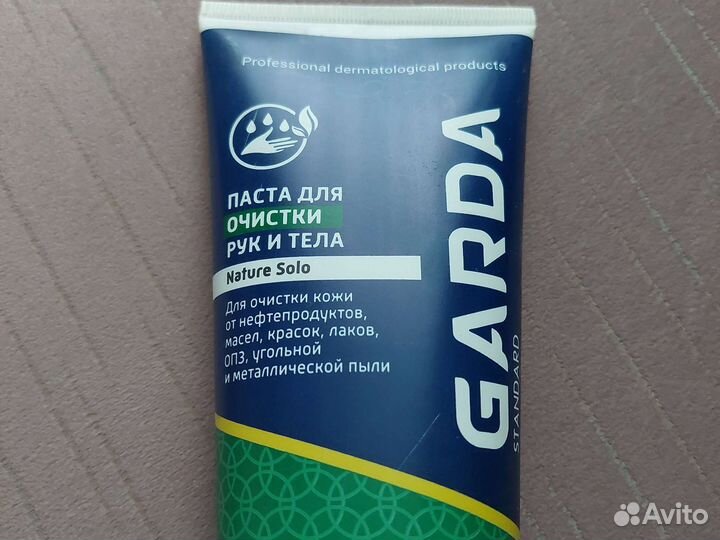 Professional dermatological products
ПАСТА ДЛЯ
ОЧИСТКИ
РУК И ТЕЛА
Nature Solo
Для очистки кожи
от нефтепродуктов,
масел, красок, лаков,
ОПЗ, угольной
и металлической пыли
GARDA
STANDARD
Avito